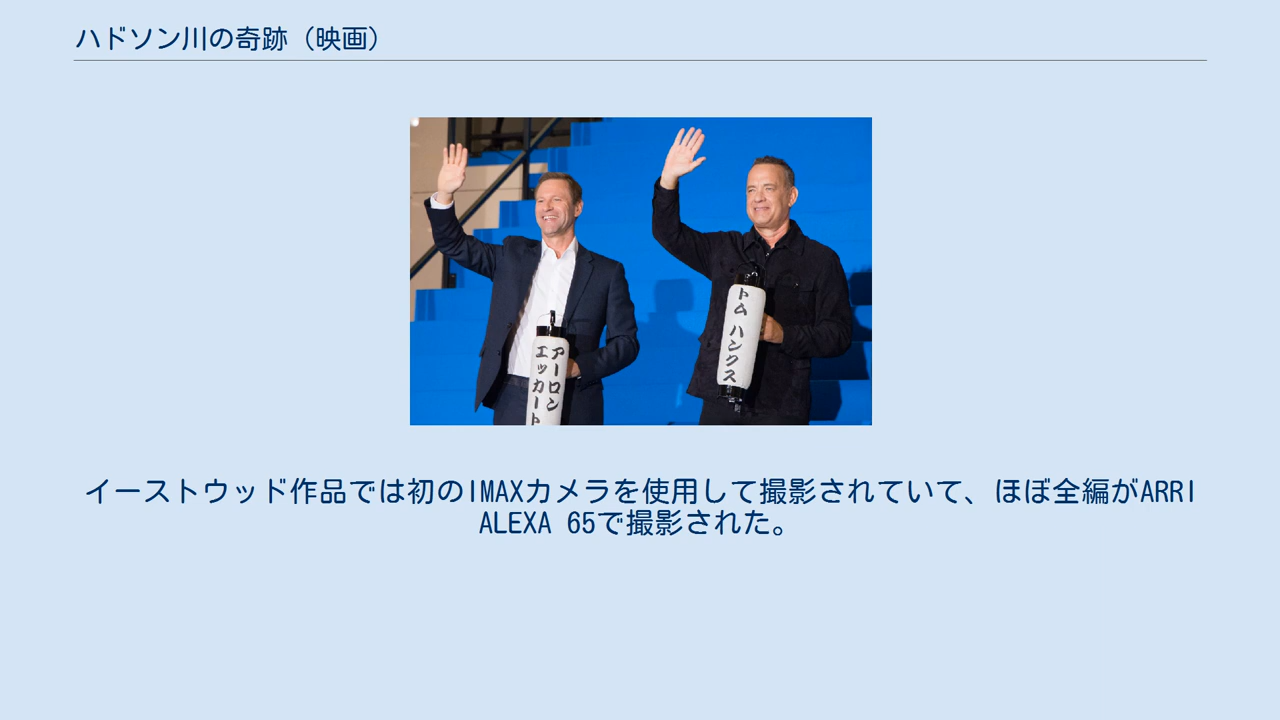 ハドソン川の奇跡（映画）
アーロン
エッカート
トム ハンクス
イーストウッド作品では初のIMAXカメラを使用して撮影されていて、ほぼ全編がARRI
ALEXA 65で撮影された。